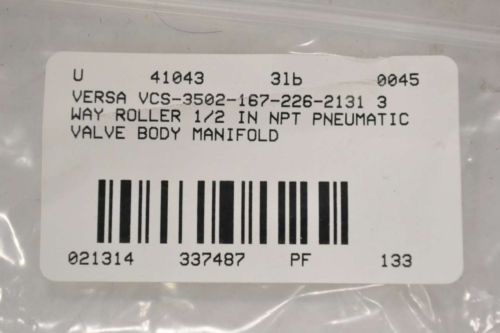 U 41043 3lb 0045
VERSA VCS-3502-167-226-2131 3
WAY ROLLER 1/2 IN NPT PNEUMATIC
VALVE BODY MANIFOLD
021314 337487 PF 133